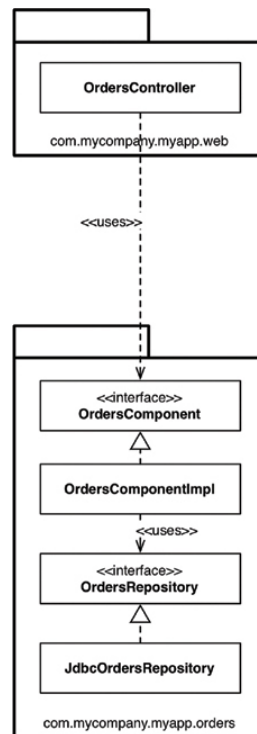 OrdersController
com.mycompany.myapp.web
<<uses>>
<<interface>>
OrdersComponent
OrdersComponentImpl
<<uses>>
<<interface>>
OrdersRepository
JdbcOrdersRepository
com.mycompany.myapp.orders